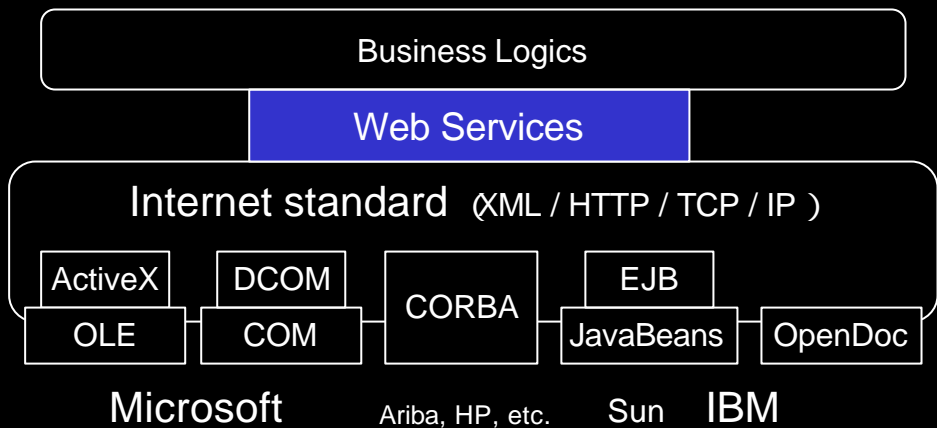 Business Logics
Web Services
Internet standard (XML / HTTP / TCP / IP )
ActiveX DCOM CORBA EJB
OLE COM JavaBeans OpenDoc
Microsoft Ariba, HP, etc. Sun IBM